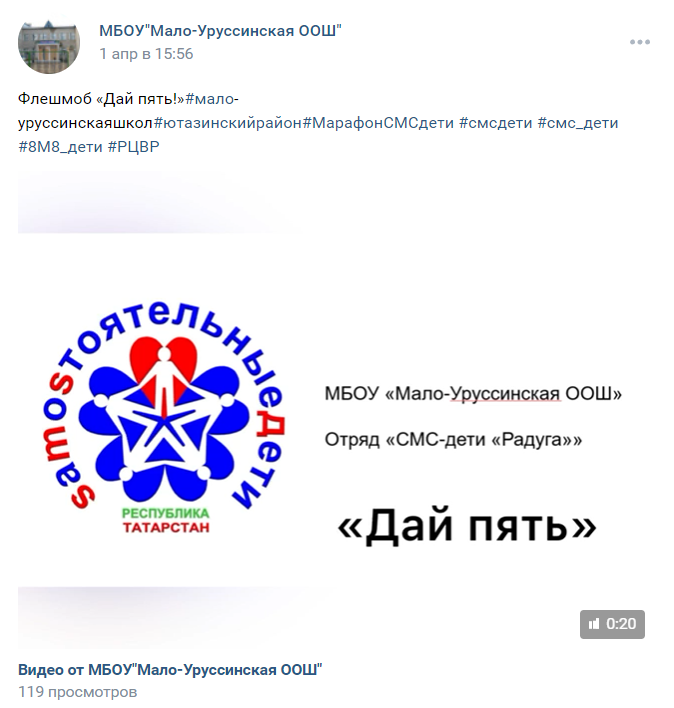 МБОУ"Мало-Уруссинская ООШ"
1 апр в 15:56
Флешмоб «Дай пять!»#мало-
уруссинскаяшкол#ютазинскийрайон#МарафонСМСдети #смсдети #смс_дети
#8М8_дети #РЦВР
samosтоятельныеДети
РЕСПУБЛИКА
ТАТАРСТАН
МБОУ «Мало-Уруссинская ООШ»
Отряд «СМС-дети «Радуга»»
«Дай пять»
0:20
Видео от МБОУ"Мало-Уруссинская ООШ"
119 просмотров